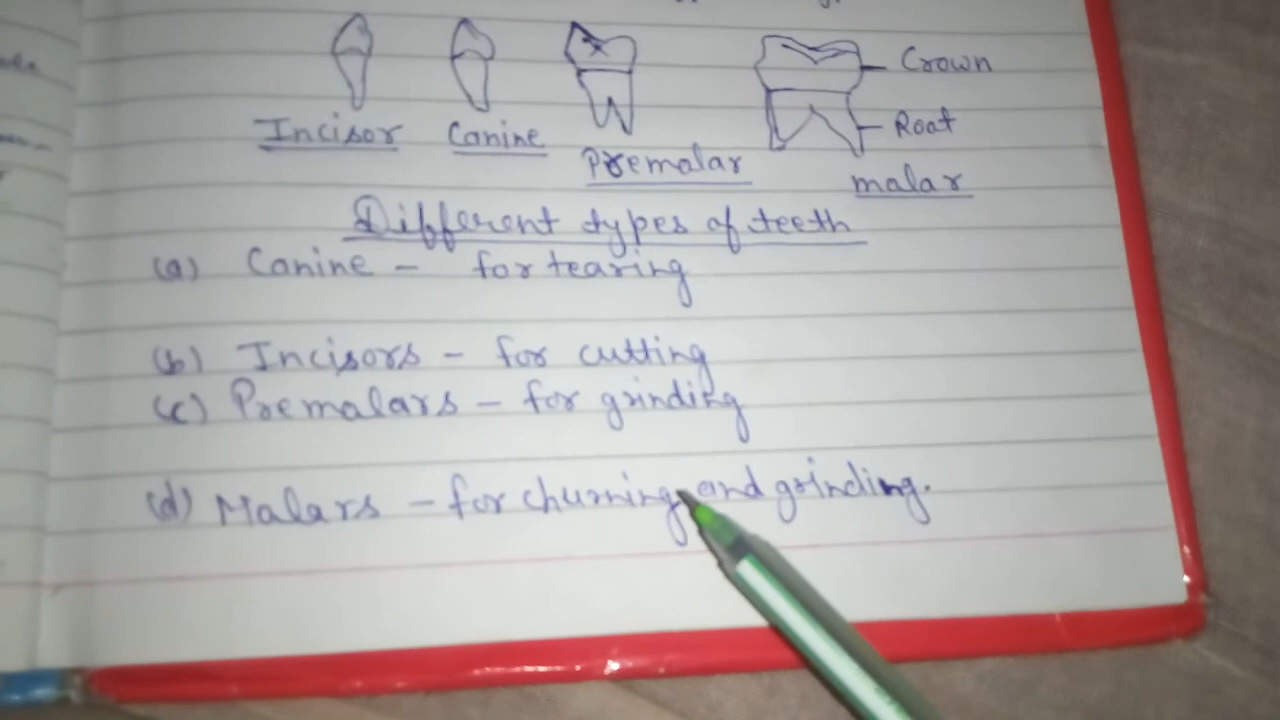 Crown
Root
Incisor Canine Premalar malar
Different types of teeth
(a) Canine - for tearing
(b) Incisors - for cutting
(c) Premalars - for grinding
(d) Malars - for churning and grinding.